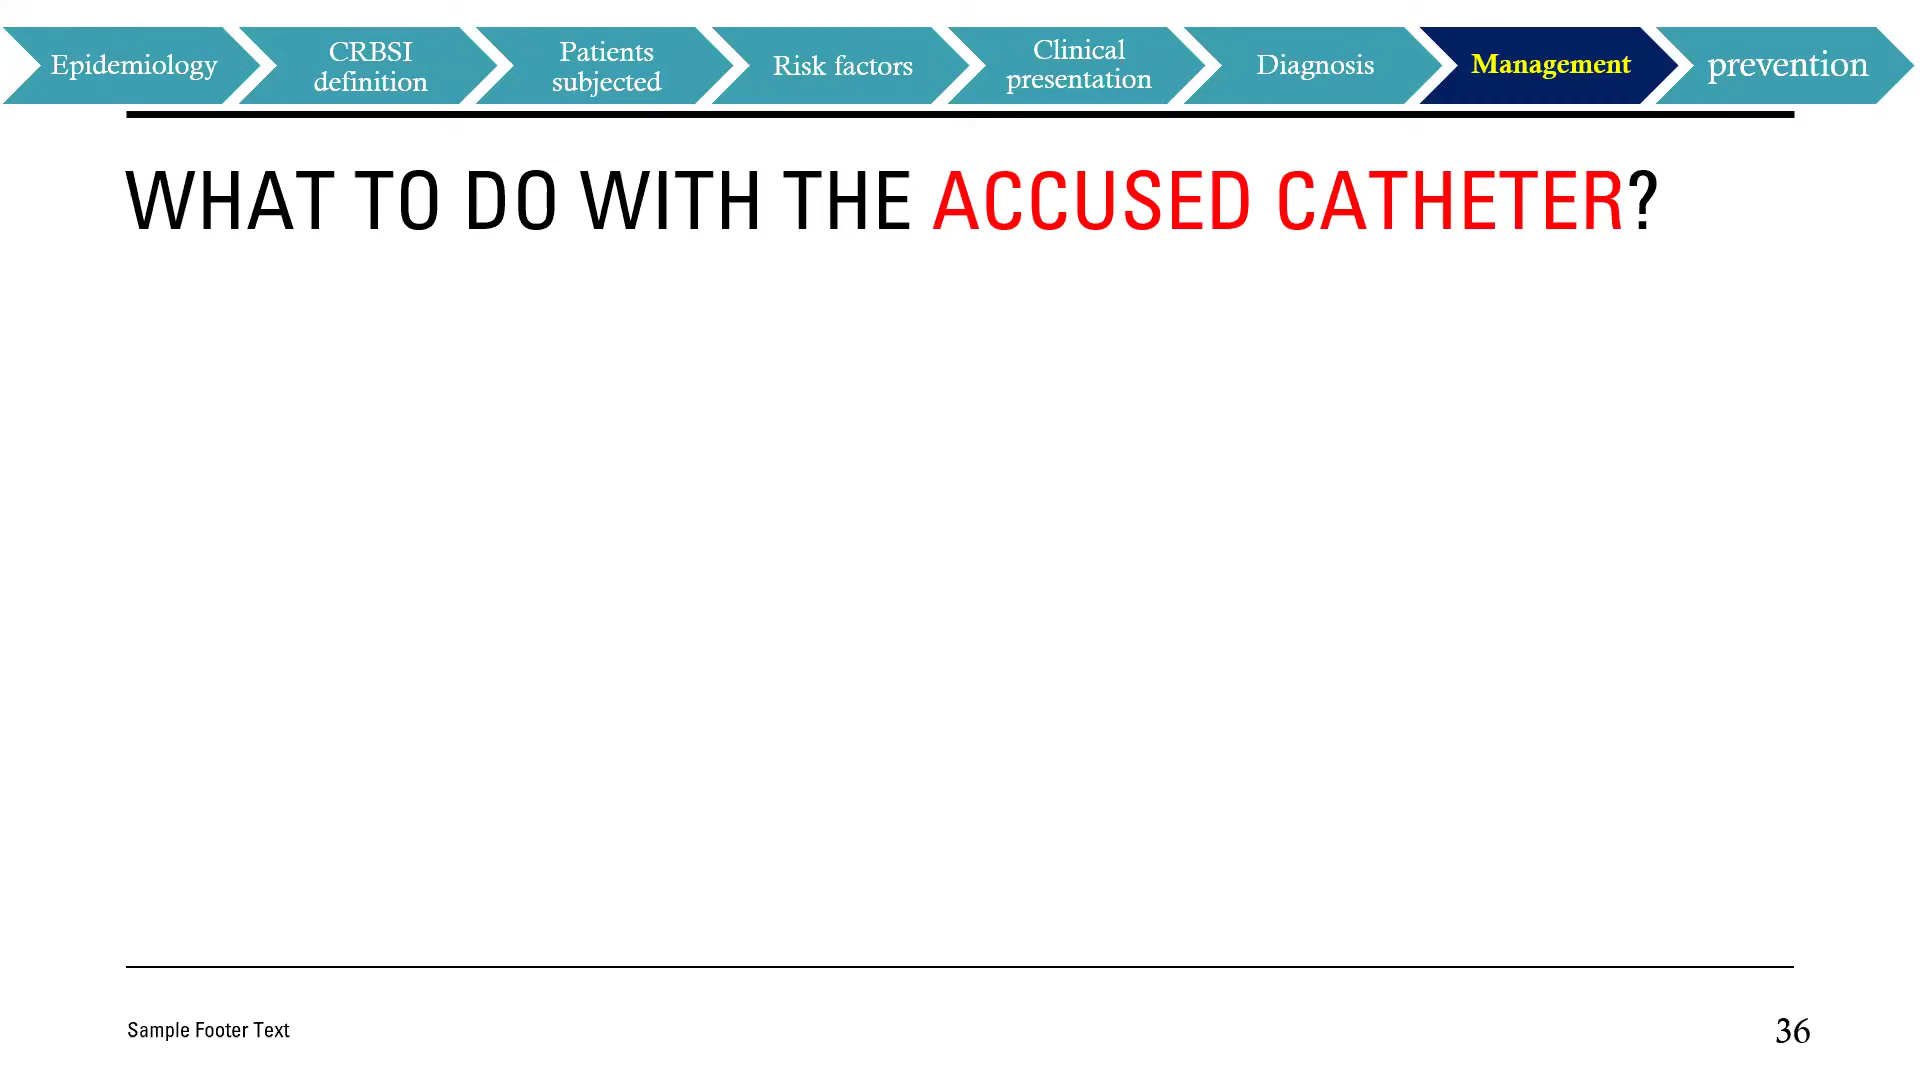 Epidemiology
CRBSI
definition
Patients
subjected
Risk factors
Clinical
presentation
Diagnosis
Management
prevention
WHAT TO DO WITH THE ACCUSED CATHETER?
Sample Footer Text
36